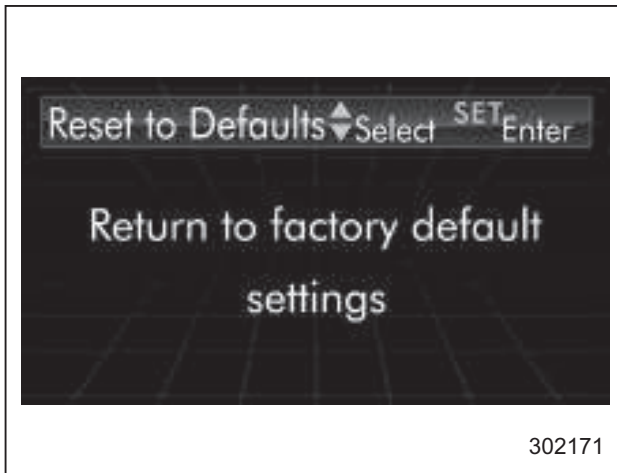 Reset to Defaults Select SET Enter
Return to factory default
settings
302171